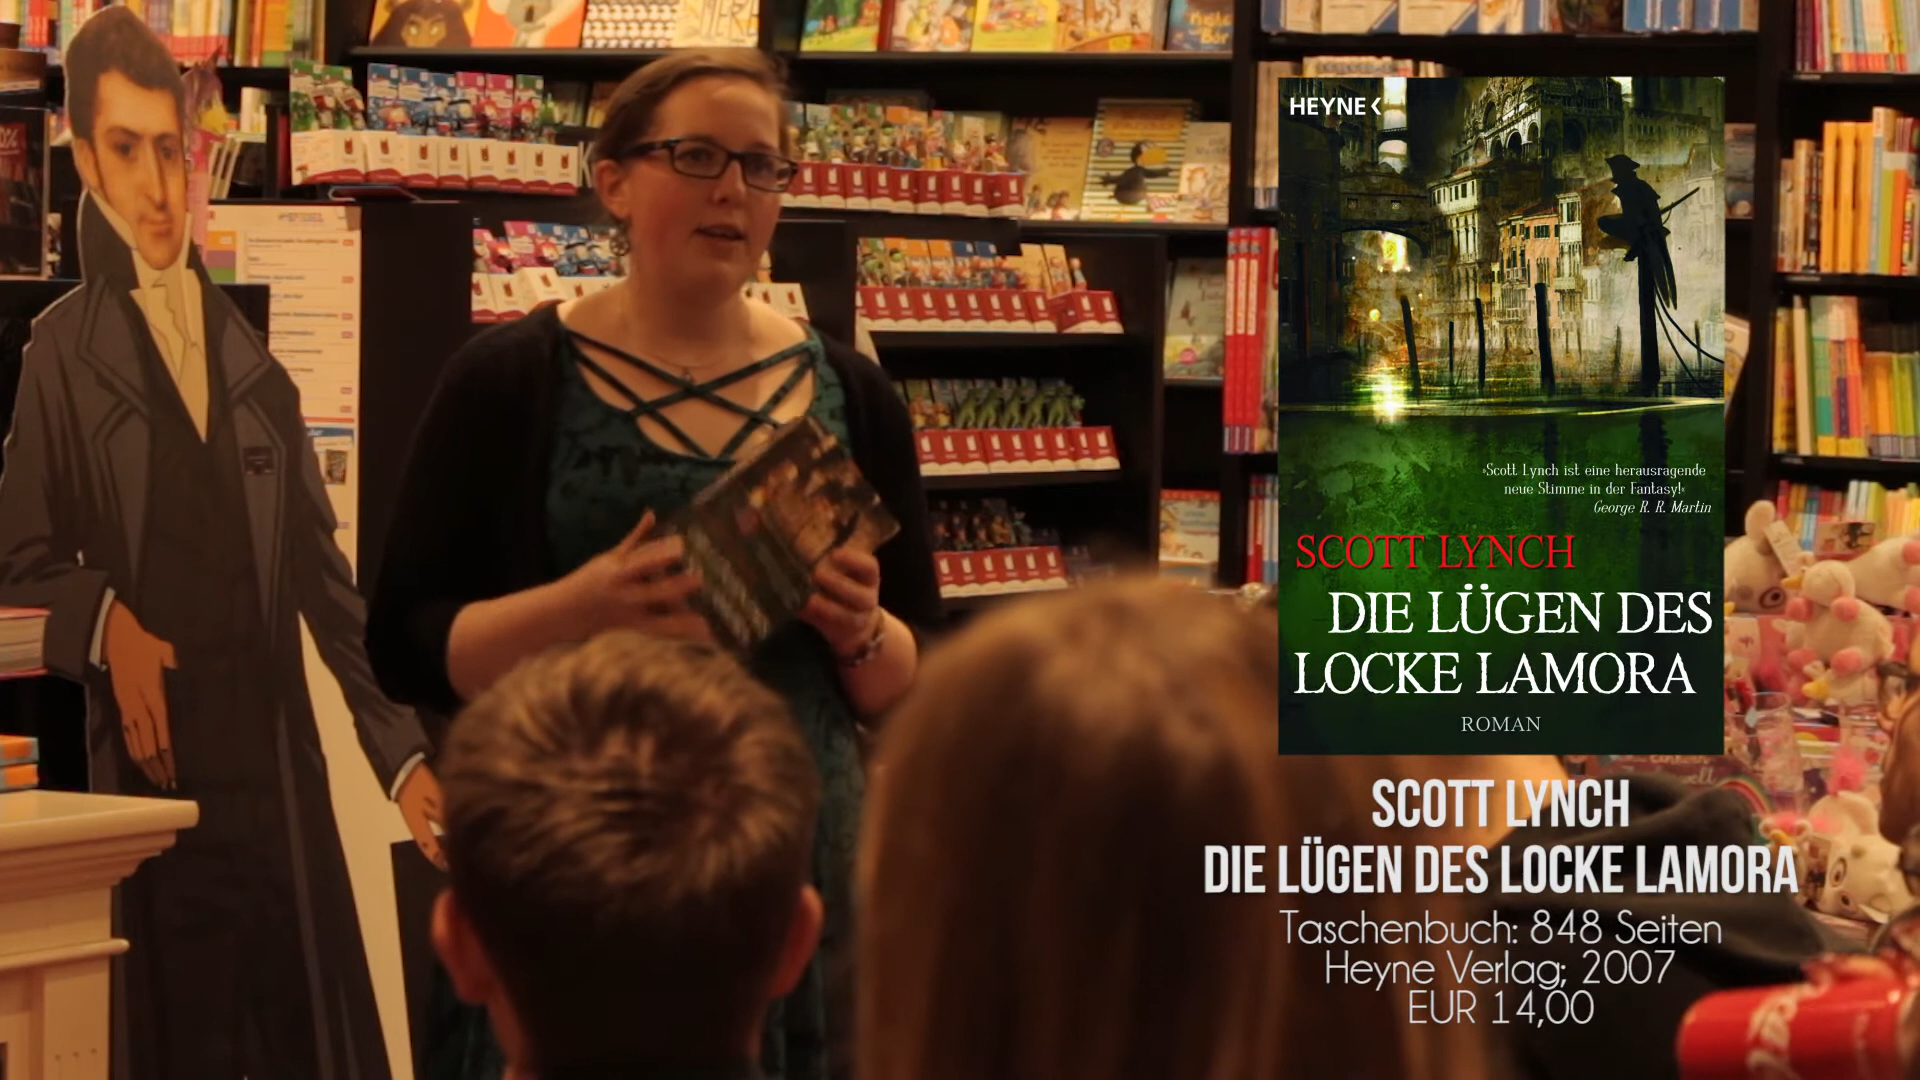 HEYNE
»Scott Lynch ist eine herausragende
neue Stimme in der Fantasy!«
George R. R. Martin
SCOTT LYNCH
DIE LÜGEN DES
LOCKE LAMORA
ROMAN
SCOTT LYNCH
DIE LÜGEN DES LOCKE LAMORA
Taschenbuch: 848 Seiten
Heyne Verlag; 2007
EUR 14,00